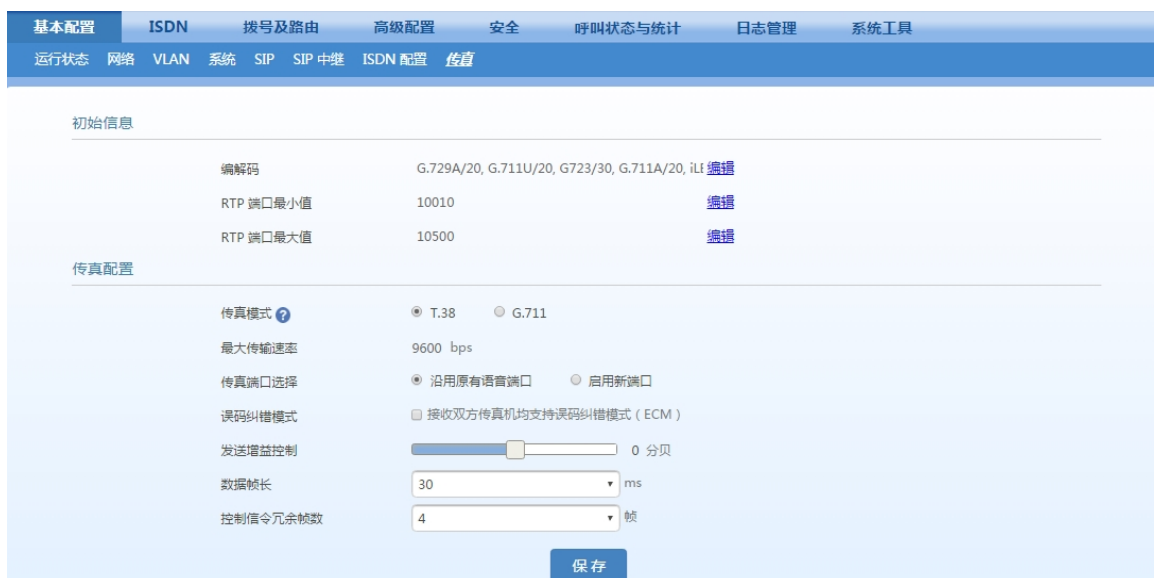 基本配置 ISDN 拨号及路由 高级配置 安全 呼叫状态与统计 日志管理 系统工具
运行状态 网络 VLAN 系统 SIP SIP 中继 ISDN 配置 传真
初始信息
编解码 G.729A/20, G.711U/20, G723/30, G.711A/20, iLE 编辑
RTP 端口最小值 10010 编辑
RTP 端口最大值 10500 编辑
传真配置
传真模式 ? T.38 G.711
最大传输速率 9600 bps
传真端口选择 沿用原有语音端口 启用新端口
误码纠错模式 接收双方传真机均支持误码纠错模式 ( ECM )
发送增益控制 0 分贝
数据帧长 30 ms
控制信令冗余帧数 4 帧
保存